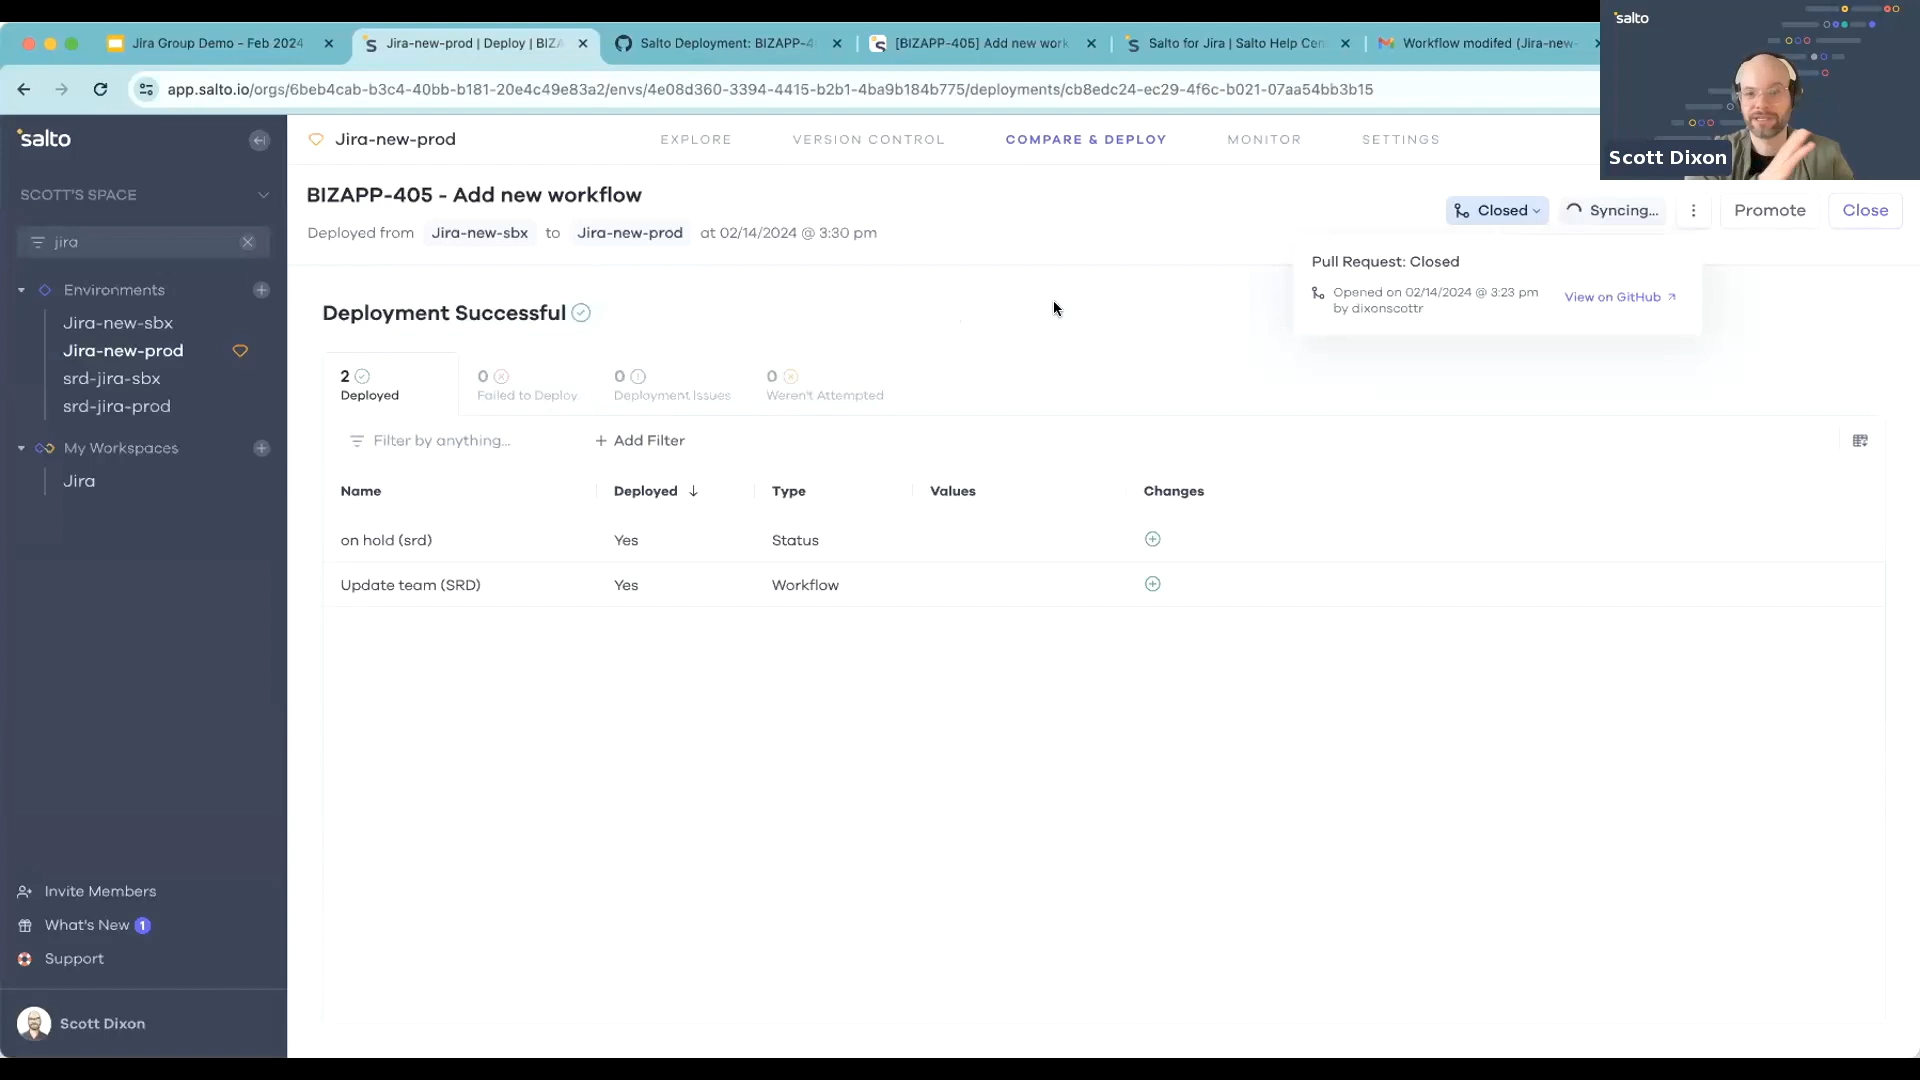 Jira Group Demo - Feb 2024
Jira-new-prod | Deploy | BIZA
Salto Deployment: BIZAPP-4
[BIZAPP-405] Add new work
Salto for Jira | Salto Help Cen
Workflow modifed (Jira-new-
app.salto.io/orgs/6beb4cab-b3c4-40bb-b181-20e4c49e83a2/envs/4e08d360-3394-4415-b2b1-4ba9b184b775/deployments/cb8edc24-ec29-4f6c-b021-07aa54bb3b15
salto
Scott Dixon
salto
Jira-new-prod
EXPLORE
VERSION CONTROL
COMPARE & DEPLOY
MONITOR
SETTINGS
SCOTT'S SPACE
jira
Environments
Jira-new-sbx
Jira-new-prod
srd-jira-sbx
srd-jira-prod
My Workspaces
Jira
Invite Members
What's New 1
Support
Scott Dixon
BIZAPP-405 - Add new workflow
Deployed from Jira-new-sbx to Jira-new-prod at 02/14/2024 @ 3:30 pm
Closed
Syncing...
Promote
Close
Pull Request: Closed
Opened on 02/14/2024 @ 3:23 pm
by dixonscottr
View on GitHub
Deployment Successful
2
Deployed
0
Failed to Deploy
0
Deployment Issues
0
Weren't Attempted
Filter by anything...
+ Add Filter
Name Deployed Type Values Changes
on hold (srd) Yes Status
Update team (SRD) Yes Workflow